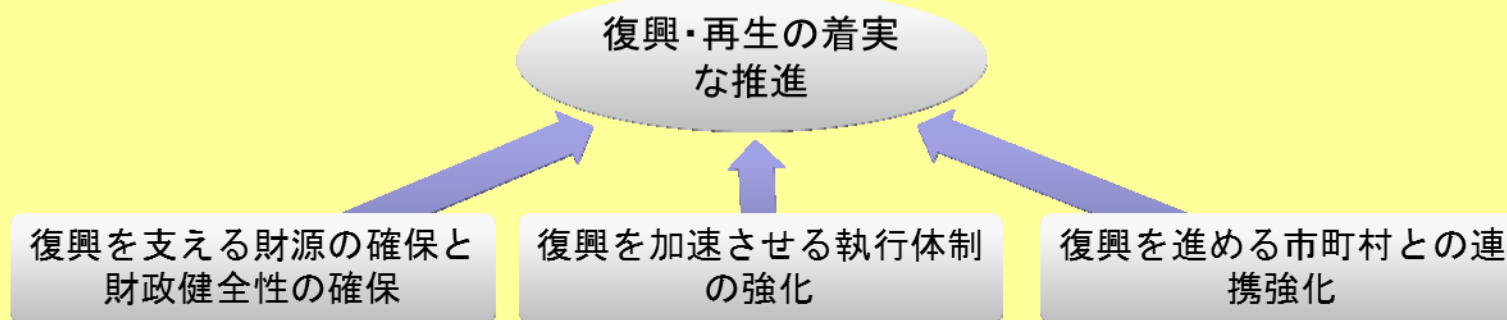 復興・再生の着実
な推進
復興を支える財源の確保と
財政健全性の確保
復興を加速させる執行体制
の強化
復興を進める市町村との連
携強化